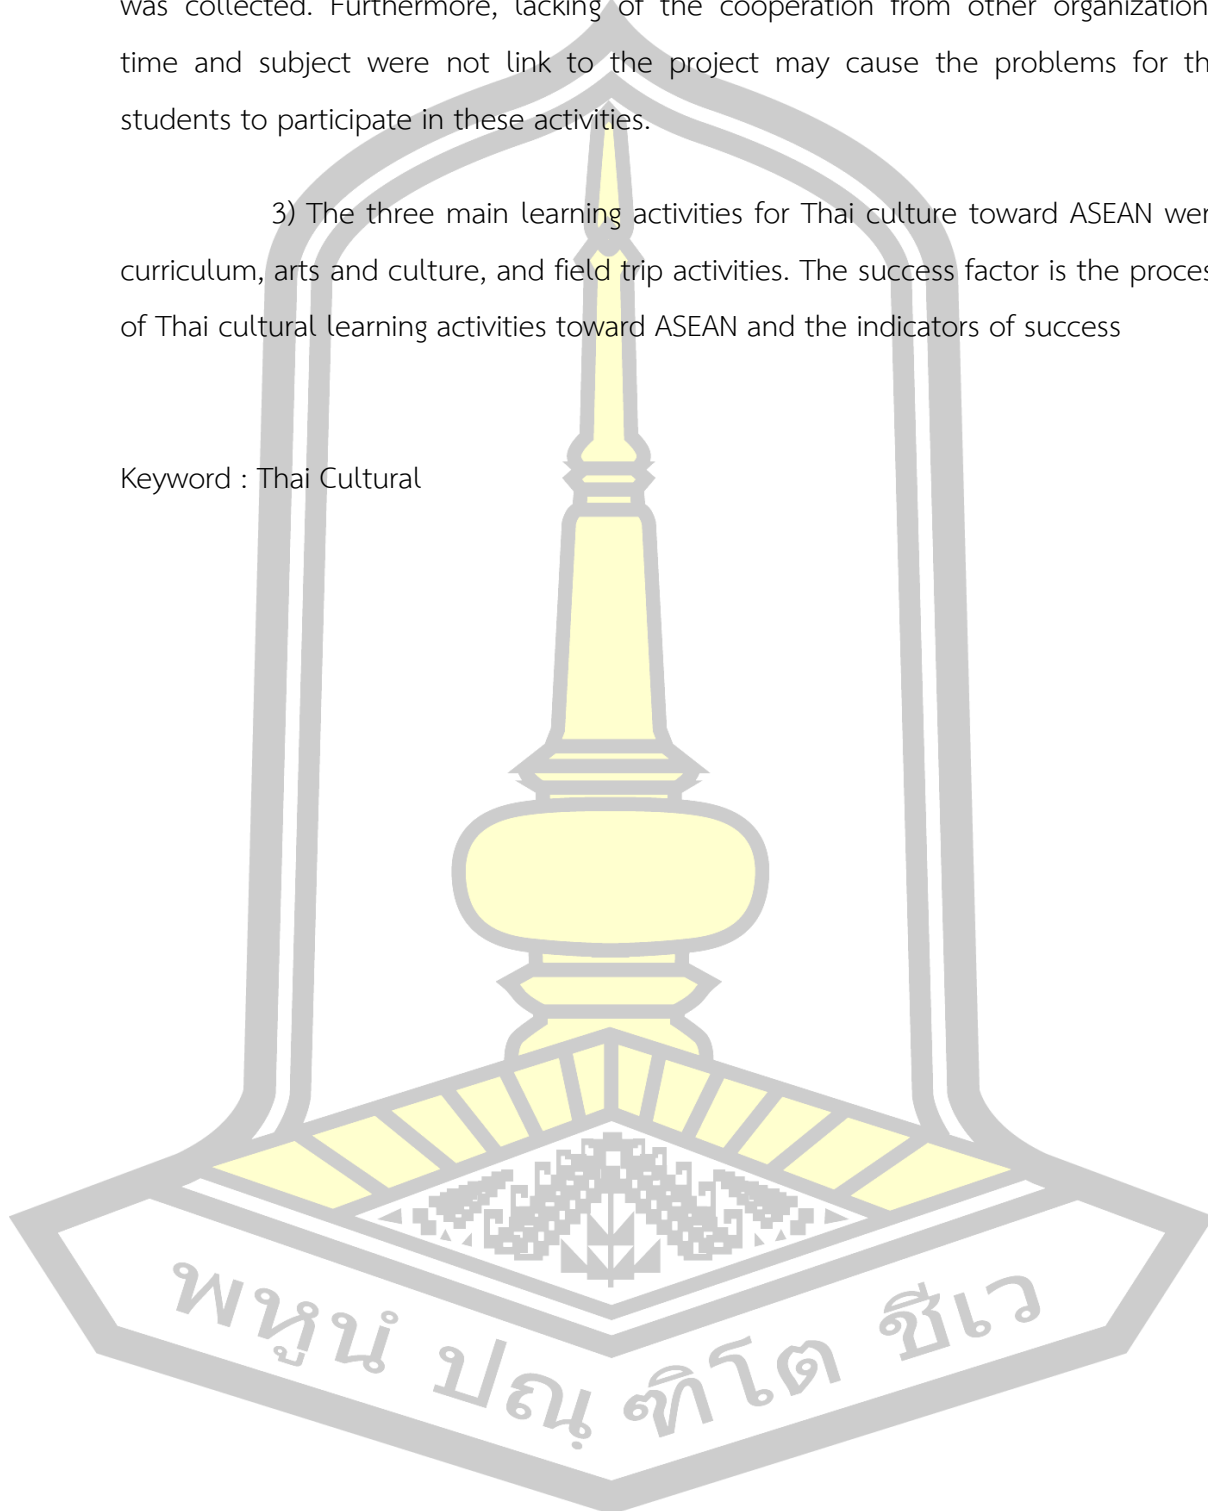 was collected. Furthermore, lacking of the cooperation from other organization
time and subject were not link to the project may cause the problems for th
students to participate in these activities.
3) The three main learning activities for Thai culture toward ASEAN wer
curriculum, arts and culture, and field trip activities. The success factor is the proces
of Thai cultural learning activities toward ASEAN and the indicators of success
Keyword : Thai Cultural
พหูนํ ปณฺฑิโต ชีเว